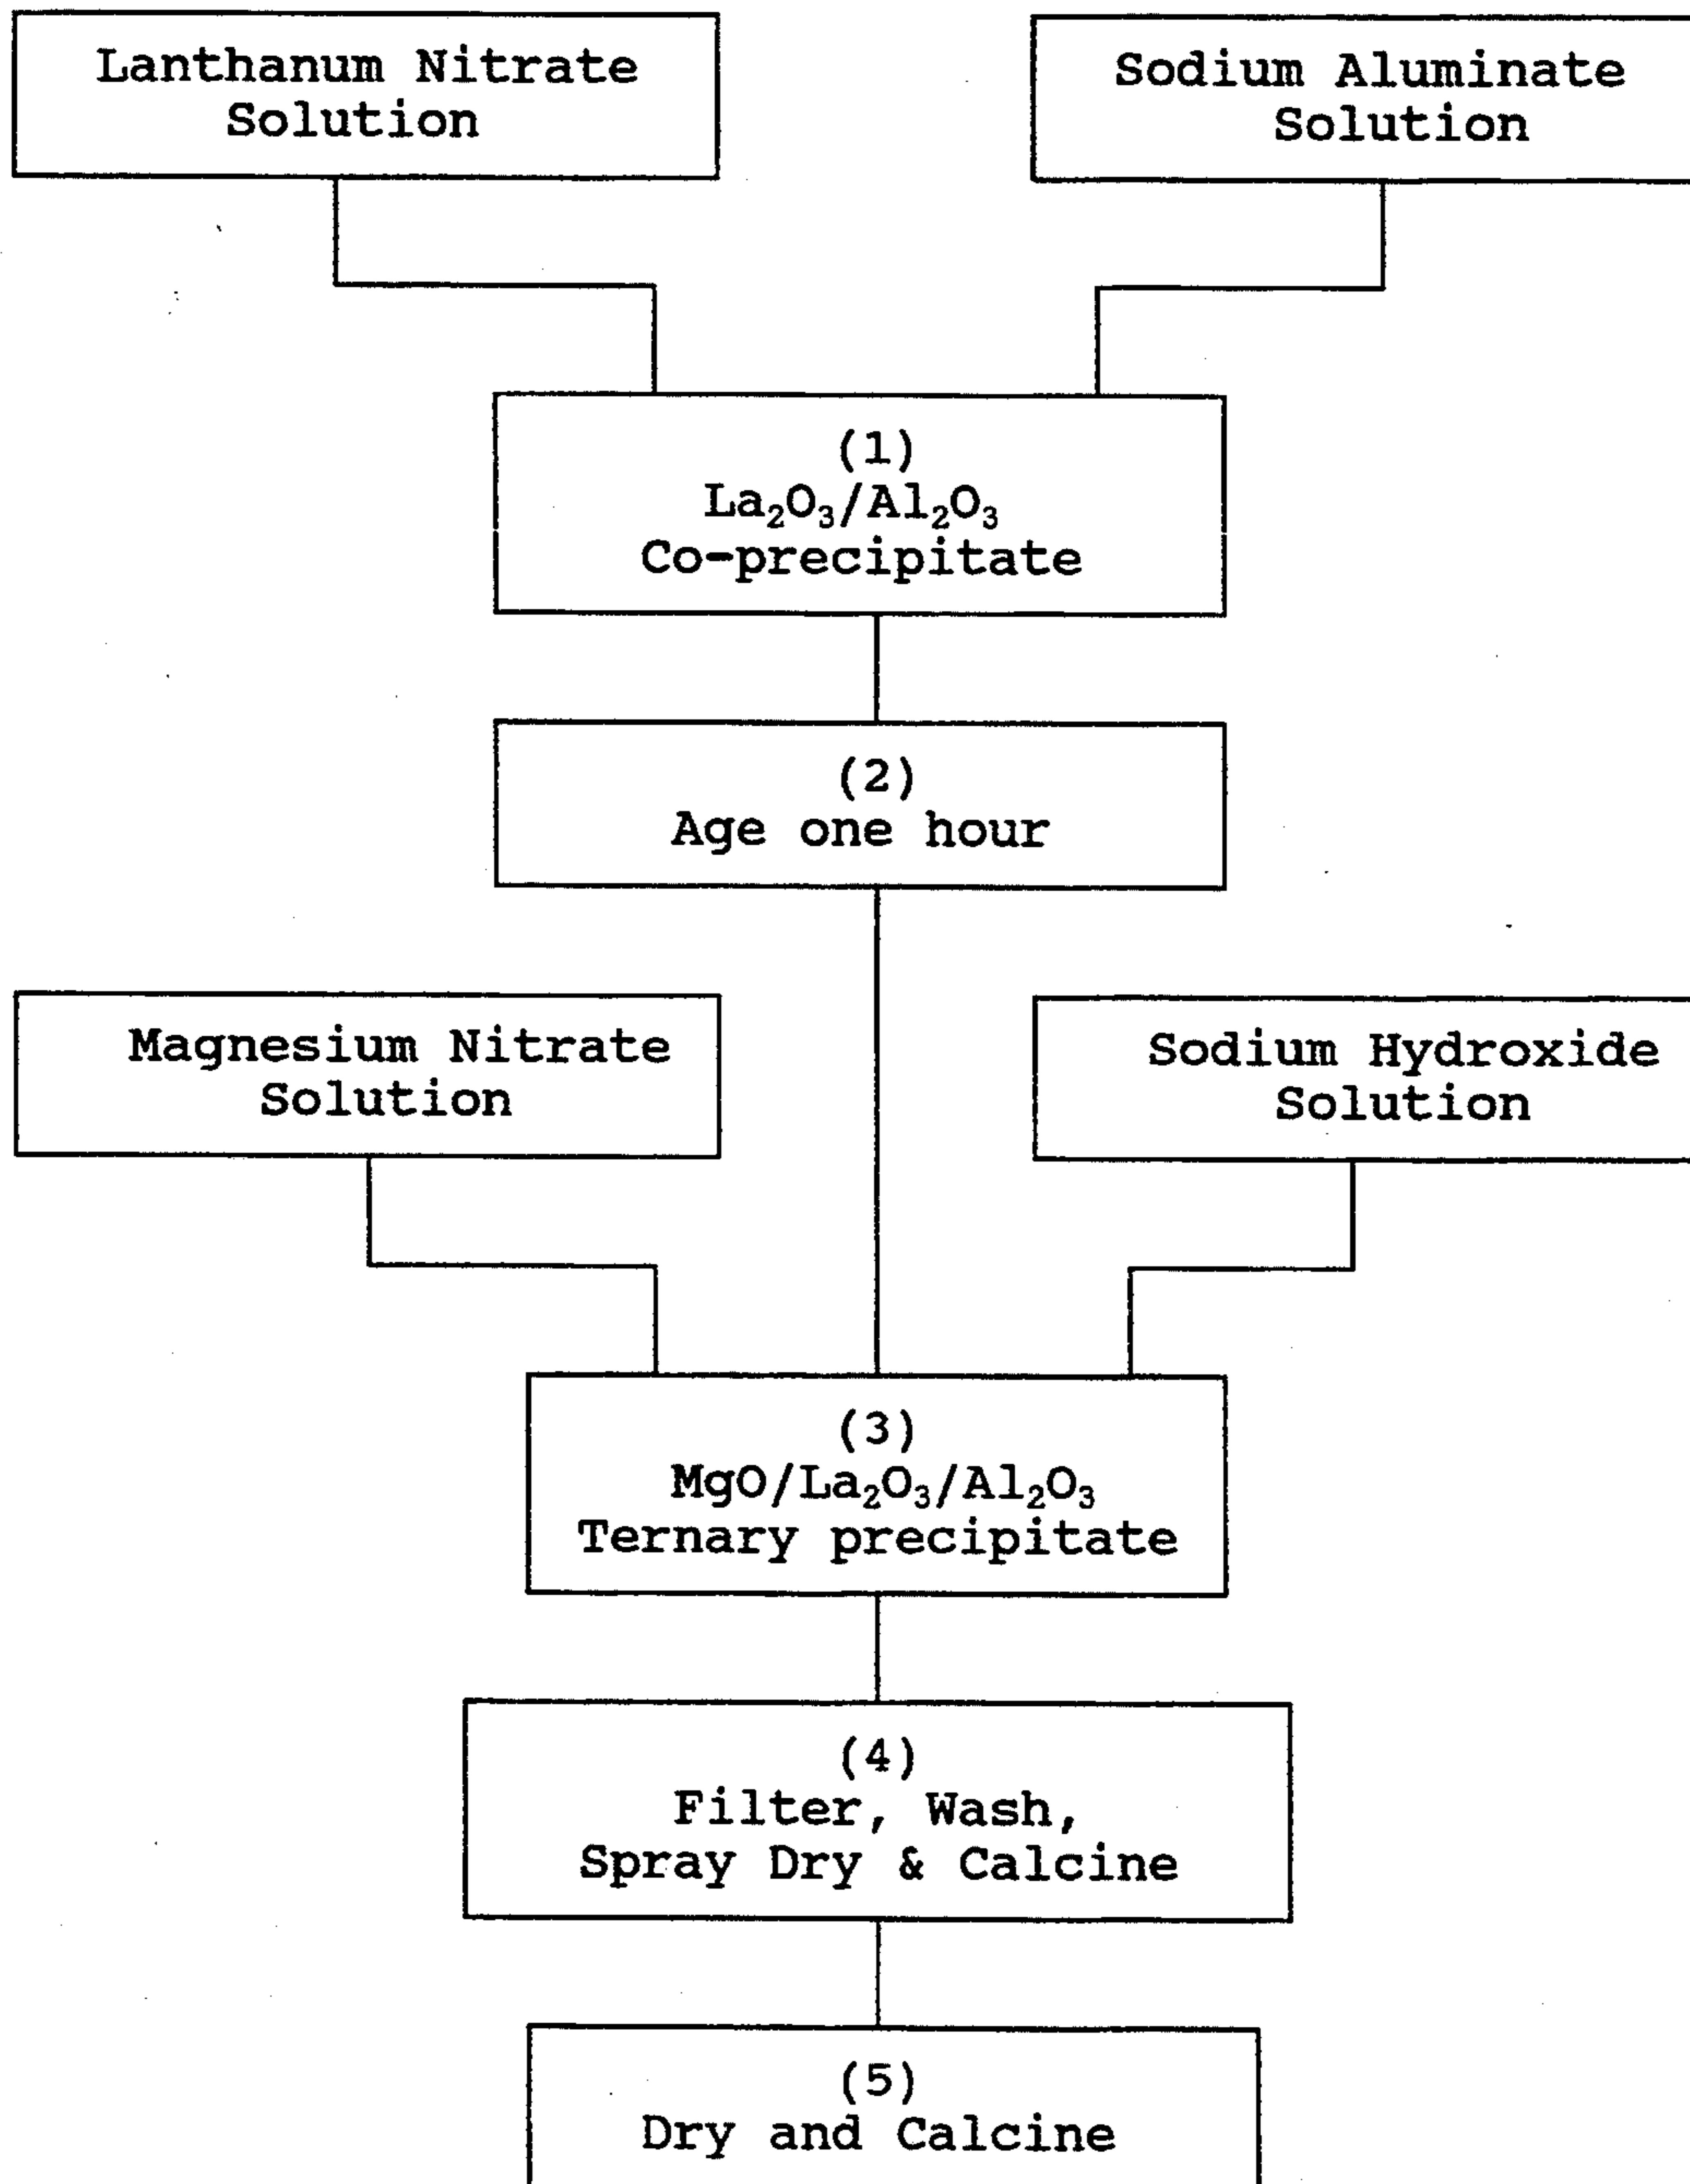 Lanthanum Nitrate
Solution
Sodium Aluminate
Solution
(1)
La₂O₃/Al₂O₃
Co-precipitate
(2)
Age one hour
Magnesium Nitrate
Solution
Sodium Hydroxide
Solution
(3)
MgO/La₂O₃/Al₂O₃
Ternary precipitate
(4)
Filter, Wash,
Spray Dry & Calcine
(5)
Dry and Calcine